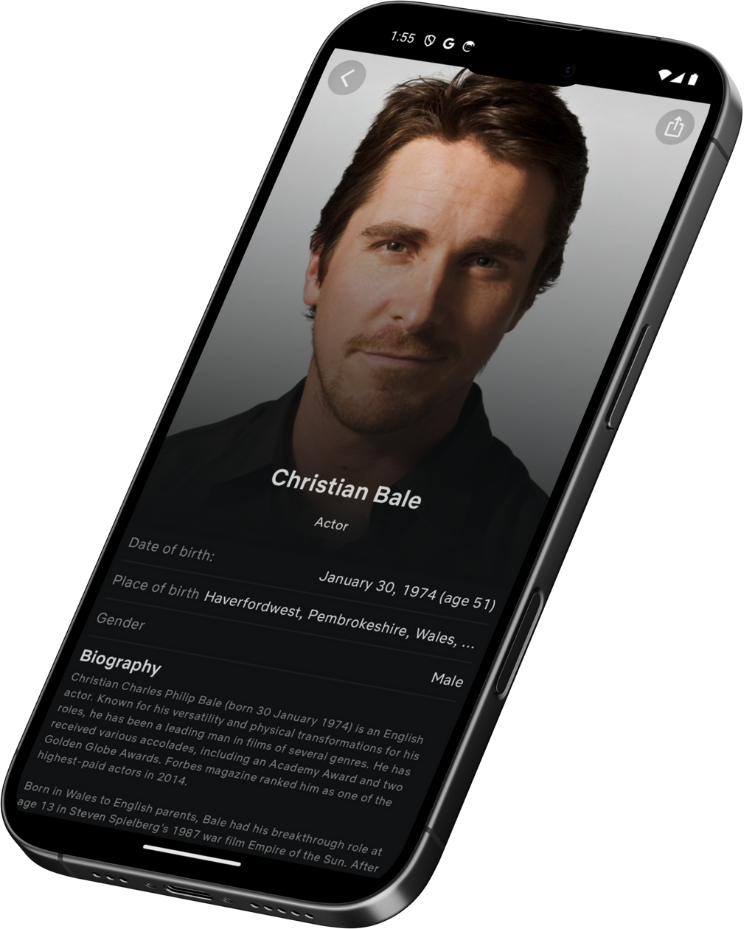 1:55
Christian Bale
Actor
Date of birth:
January 30, 1974 (age 51)
Place of birth Haverfordwest, Pembrokeshire, Wales, ...
Gender
Male
Biography
Christian Charles Philip Bale (born 30 January 1974) is an English
actor. Known for his versatility and physical transformations for his
roles, he has been a leading man in films of several genres. He has
received various accolades, including an Academy Award and two
Golden Globe Awards. Forbes magazine ranked him as one of the
highest-paid actors in 2014.
Born in Wales to English parents, Bale had his breakthrough role at
age 13 in Steven Spielberg's 1987 war film Empire of the Sun. After